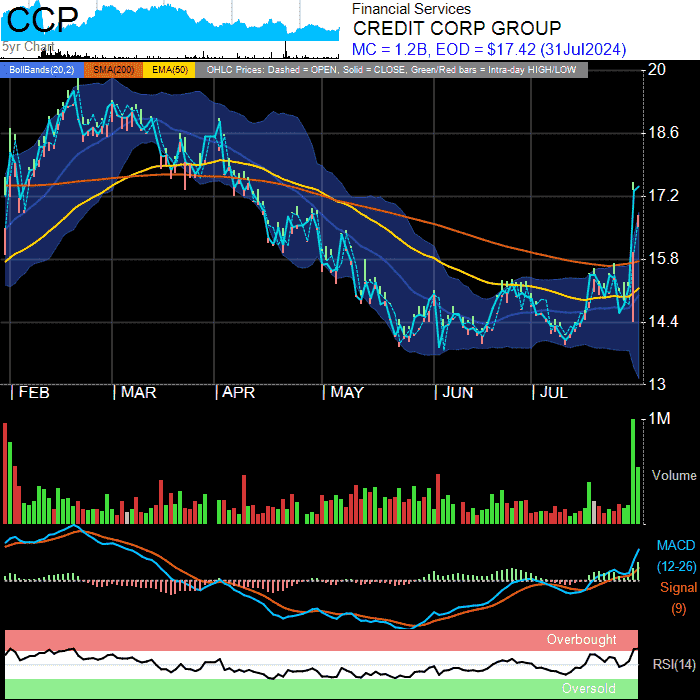 CCP
5yr Chart
Financial Services
CREDIT CORP GROUP
MC = 1.2B, EOD = $17.42 (31Jul2024)
BollBands(20,2) SMA(200) EMA(50) OHLC Prices: Dashed = OPEN, Solid = CLOSE, Green/Red bars = Intra-day HIGH/LOW
20
18.6
17.2
15.8
14.4
13
FEB MAR APR MAY JUN JUL
1M
Volume
MACD
(12-26)
Signal
(9)
Overbought
RSI(14)
Oversold